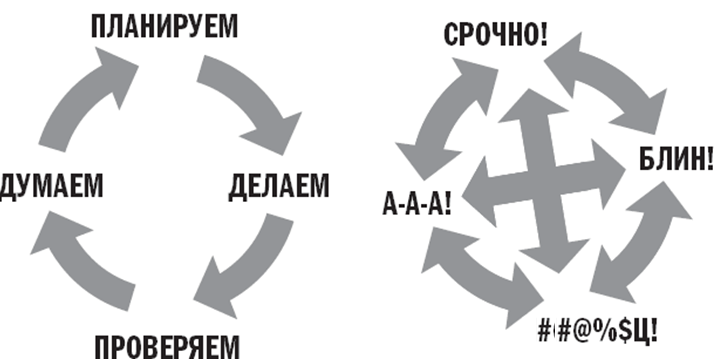 ПЛАНИРУЕМ
ДЕЛАЕМ
ПРОВЕРЯЕМ
ДУМАЕМ
СРОЧНО!
БЛИН!
##@%$Ц!
А-А-А!